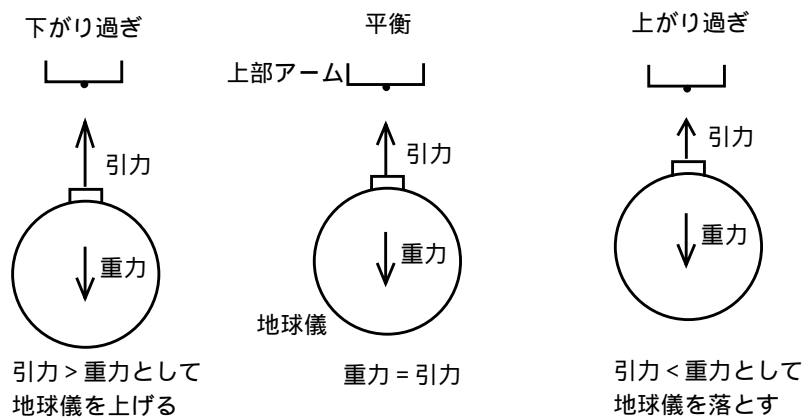 下がり過ぎ
引力
重力
引力 > 重力として
地球儀を上げる
平衡
上部アーム
引力
重力
地球儀
重力 = 引力
上がり過ぎ
引力
重力
引力 < 重力として
地球儀を落とす